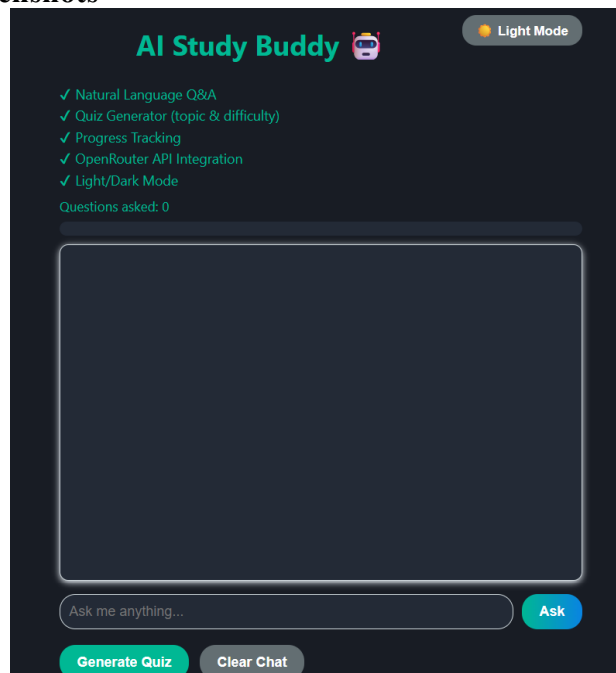 AI Study Buddy
Light Mode
✓ Natural Language Q&A
✓ Quiz Generator (topic & difficulty)
✓ Progress Tracking
✓ OpenRouter API Integration
✓ Light/Dark Mode
Questions asked: 0
Ask me anything...
Ask
Generate Quiz
Clear Chat